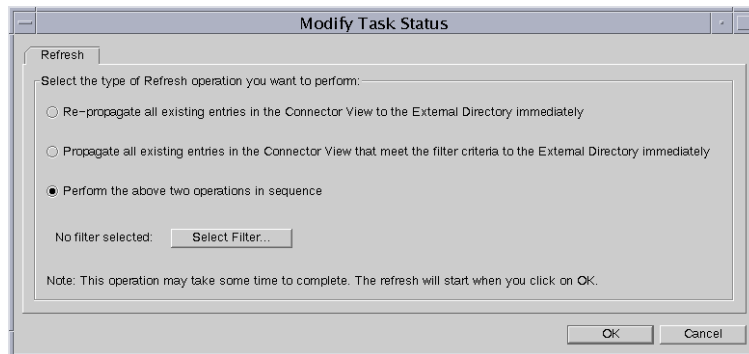 Modify Task Status
Refresh
Select the type of Refresh operation you want to perform:
Re-propagate all existing entries in the Connector View to the External Directory immediately
Propagate all existing entries in the Connector View that meet the filter criteria to the External Directory immediately
Perform the above two operations in sequence
No filter selected: Select Filter...
Note: This operation may take some time to complete. The refresh will start when you click on OK.
OK Cancel